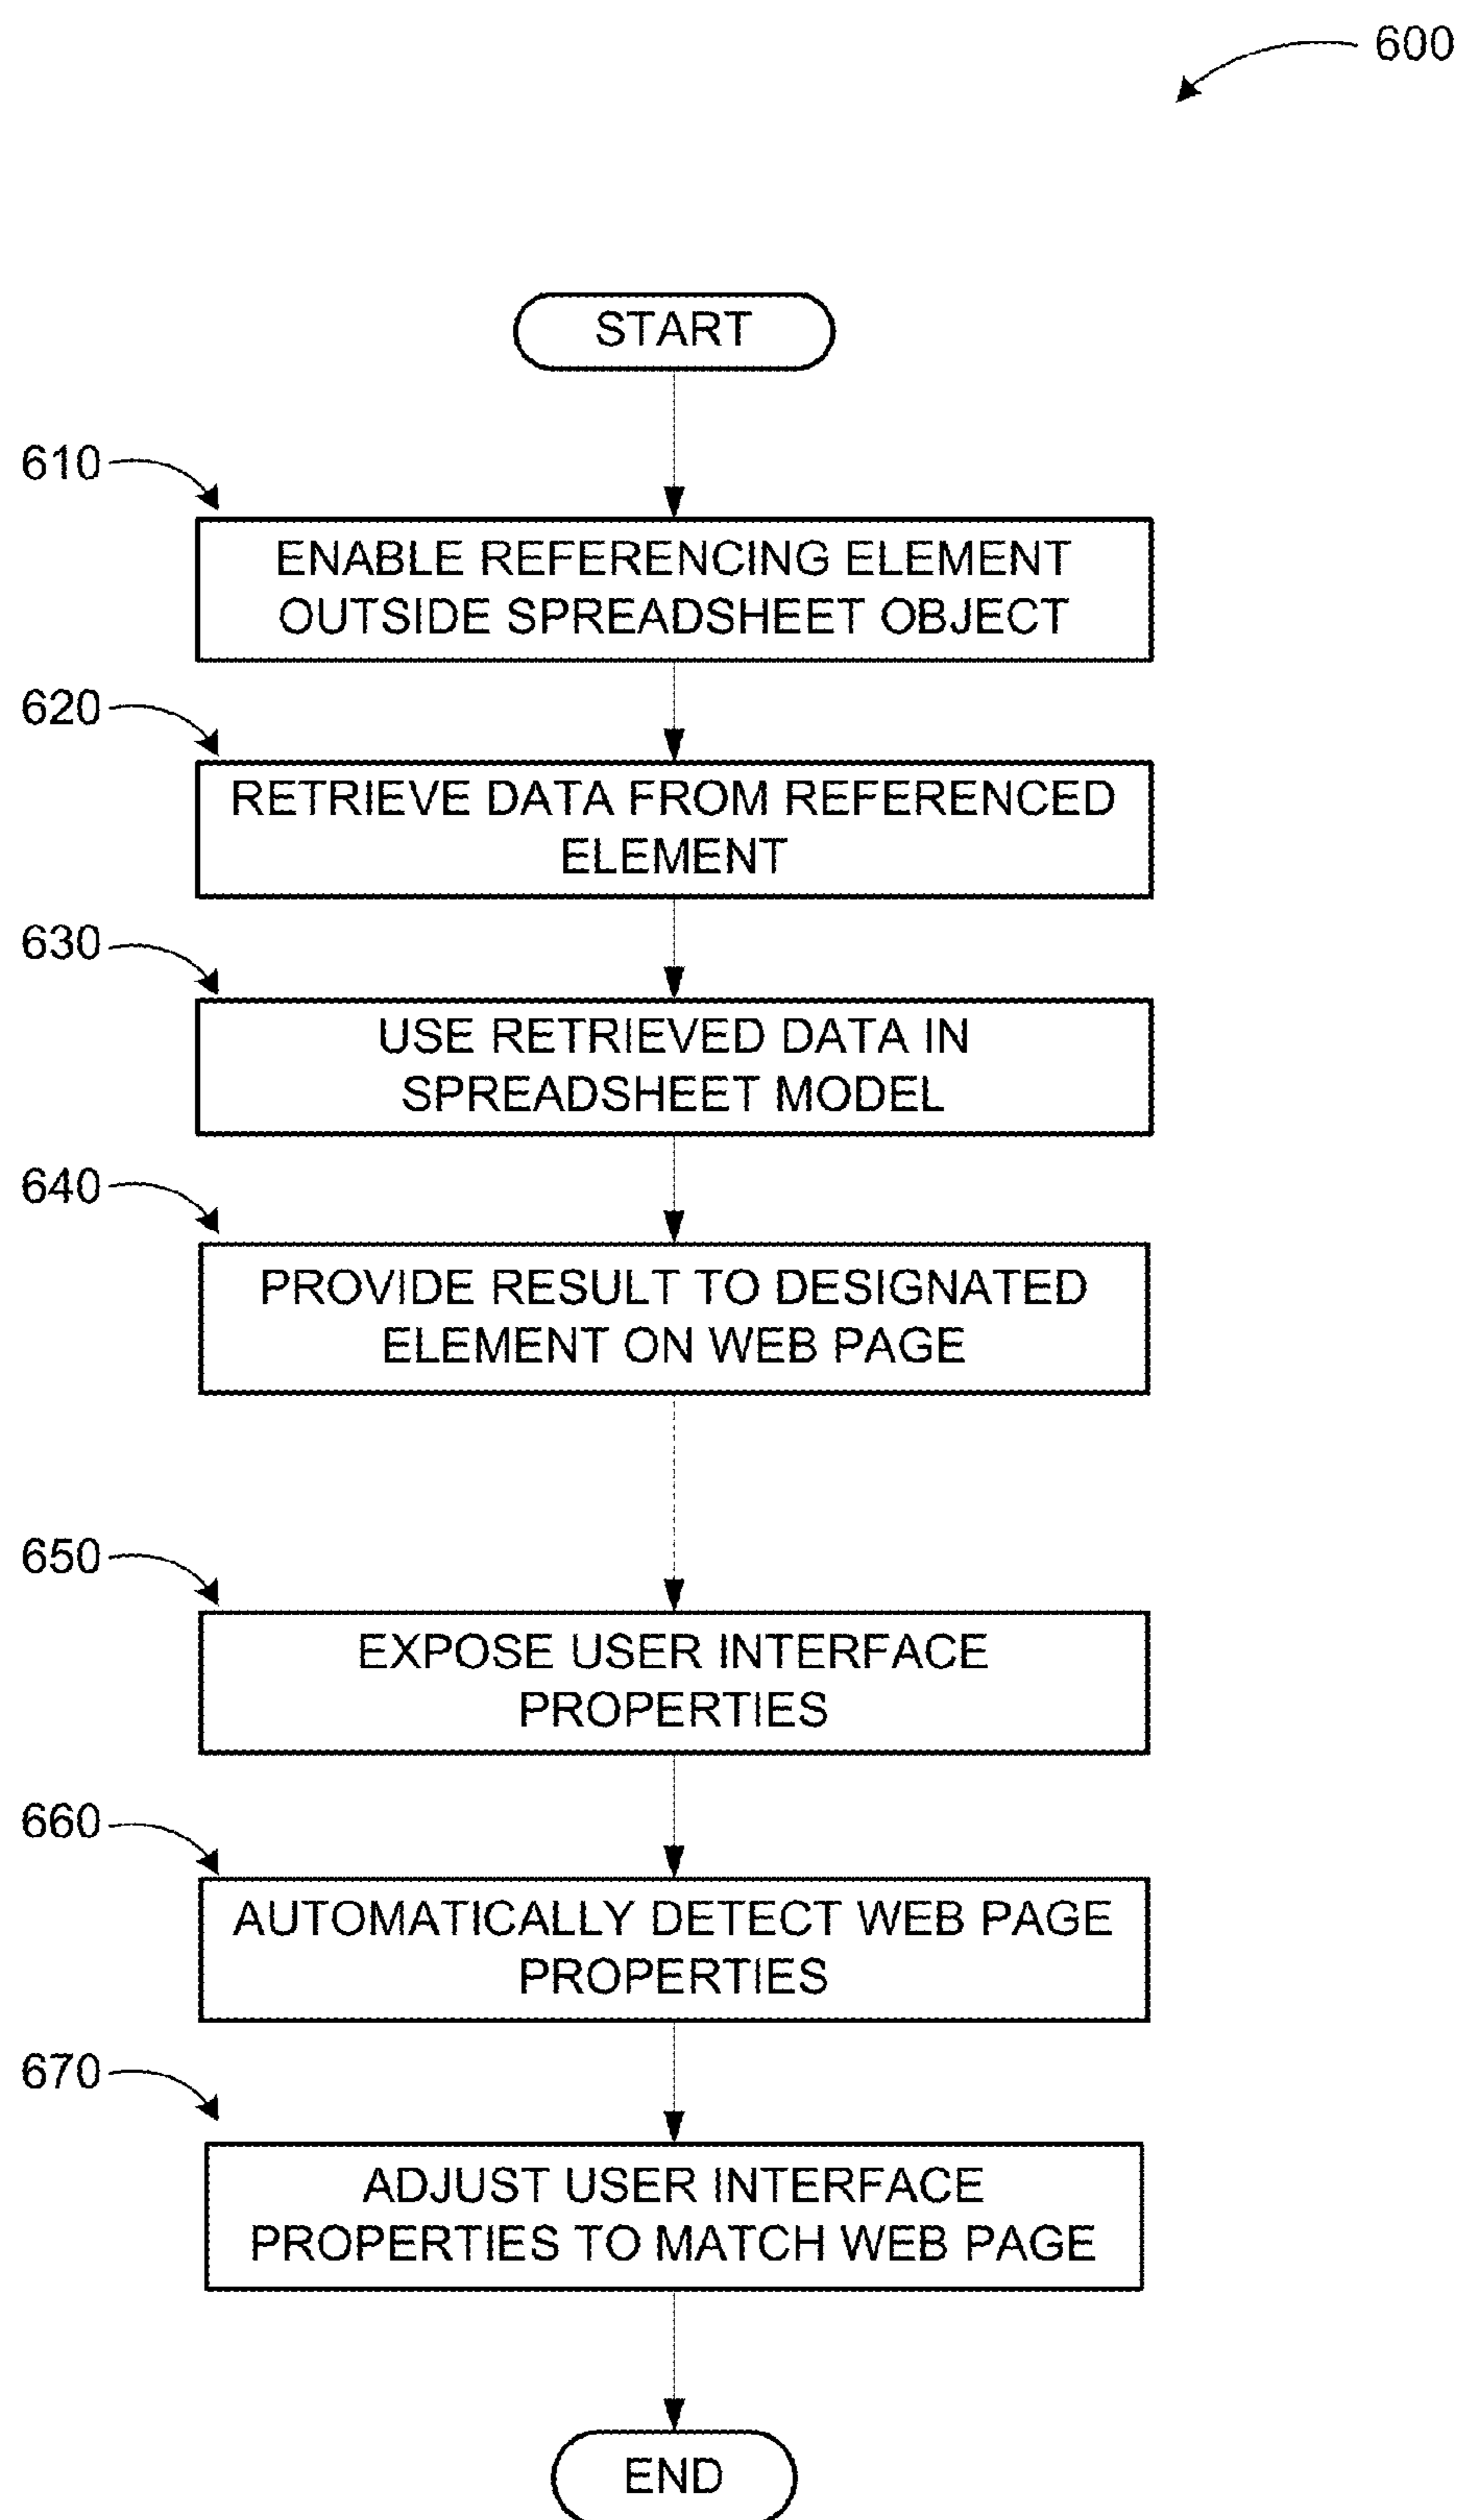 600
START
610
ENABLE REFERENCING ELEMENT
OUTSIDE SPREADSHEET OBJECT
620
RETRIEVE DATA FROM REFERENCED
ELEMENT
630
USE RETRIEVED DATA IN
SPREADSHEET MODEL
640
PROVIDE RESULT TO DESIGNATED
ELEMENT ON WEB PAGE
650
EXPOSE USER INTERFACE
PROPERTIES
660
AUTOMATICALLY DETECT WEB PAGE
PROPERTIES
670
ADJUST USER INTERFACE
PROPERTIES TO MATCH WEB PAGE
END